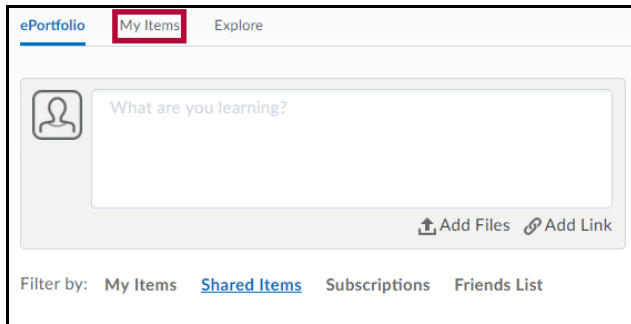 ePortfolio My Items Explore
What are you learning?
Add Files Add Link
Filter by: My Items Shared Items Subscriptions Friends List